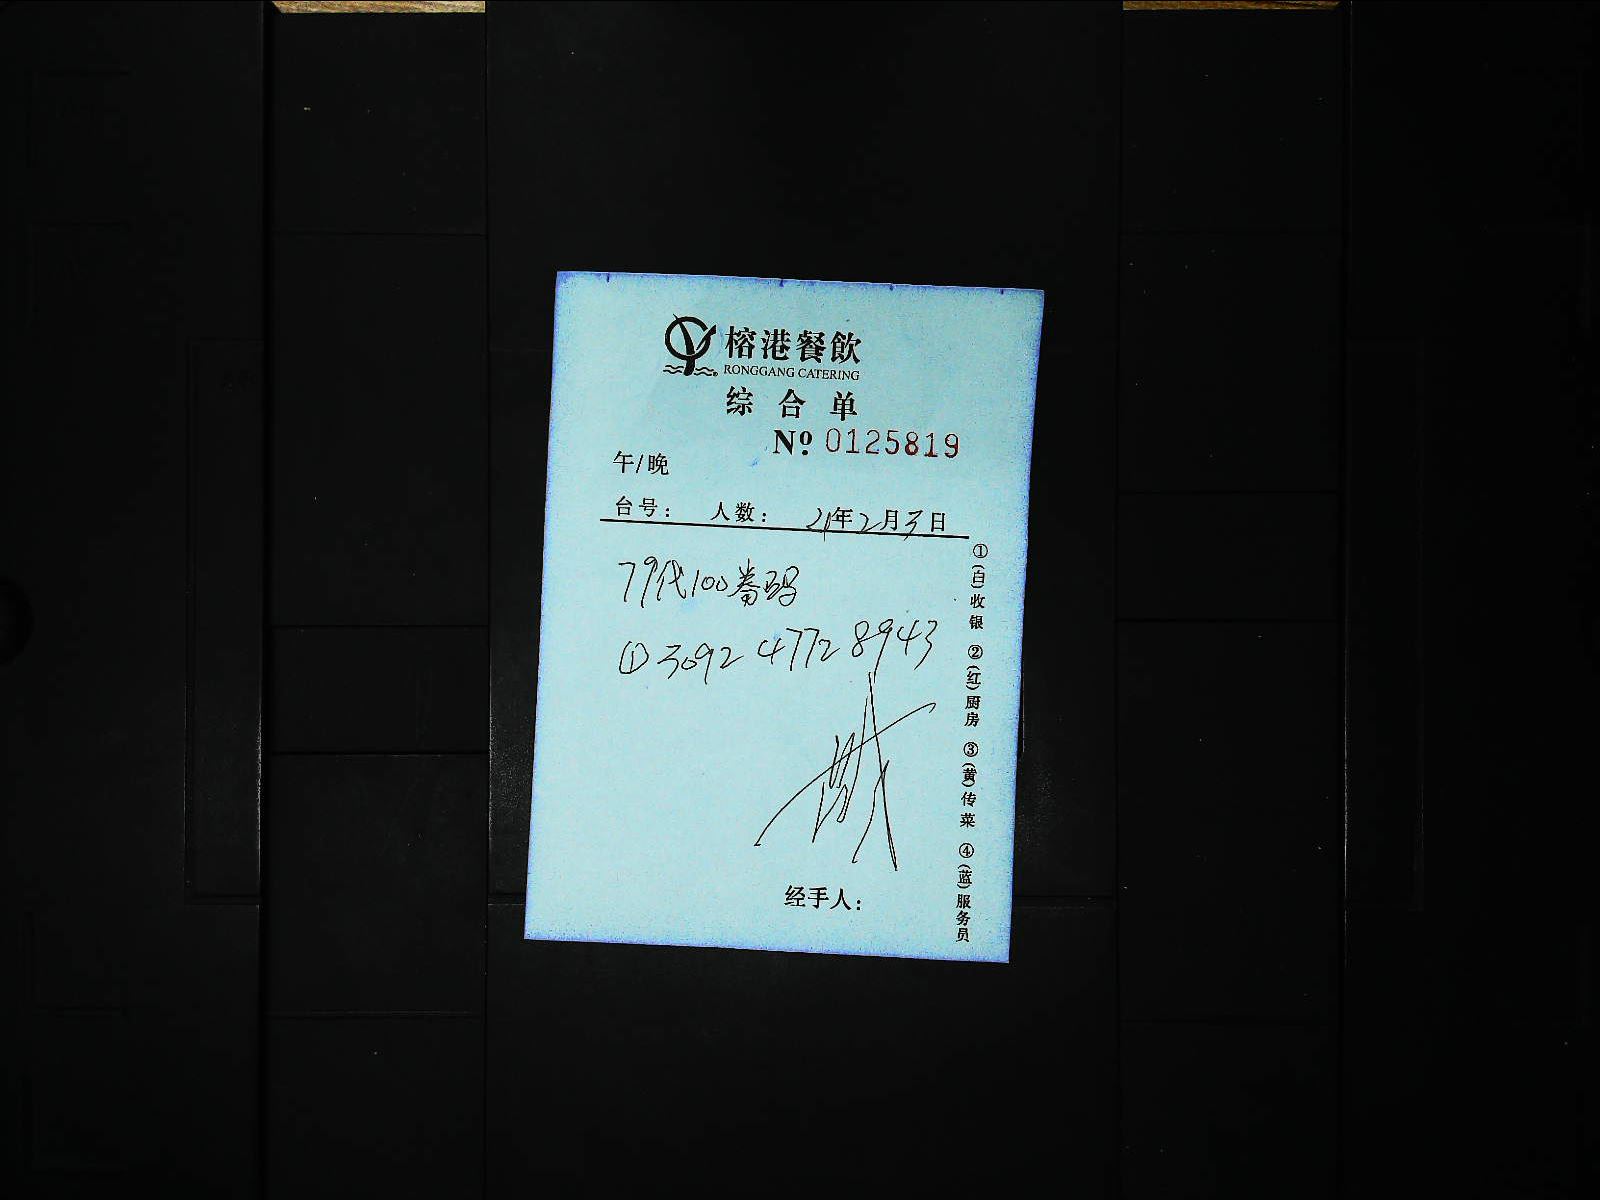 榕港餐飲
RONGGANG CATERING
综合单
Nº 0125819
午/晚
台号： 人数： 21年2月3日
79代100券码
① 3092 4772 8943
经手人：
①(白)收银 ②(红)厨房 ③(黄)传菜 ④(蓝)服务员